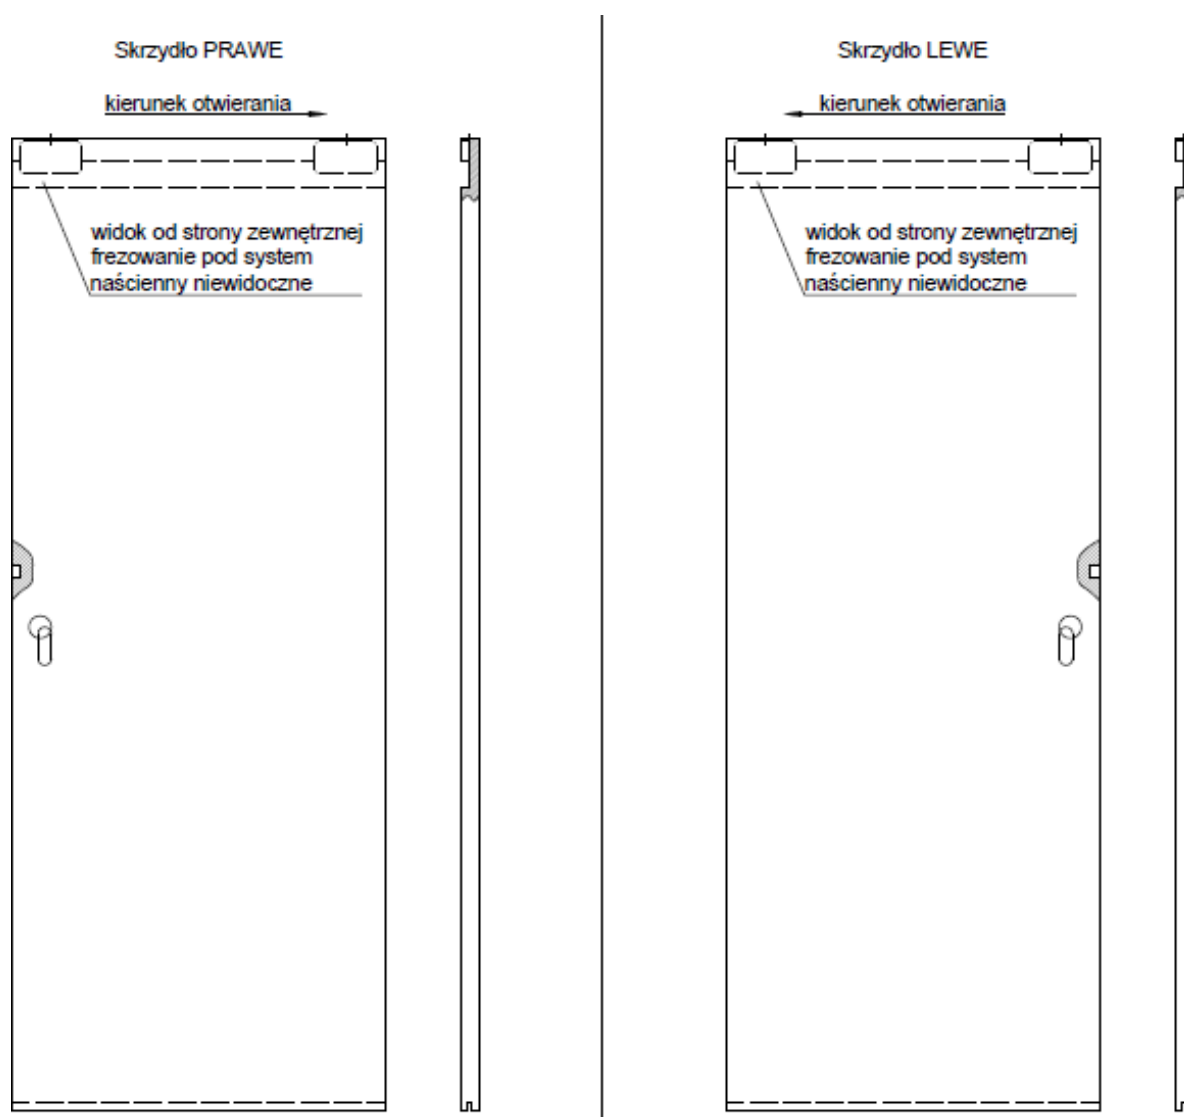 Skrzydło PRAWE
kierunek otwierania
widok od strony zewnętrznej
frezowanie pod system
naścienny niewidoczne
Skrzydło LEWE
kierunek otwierania
widok od strony zewnętrznej
frezowanie pod system
naścienny niewidoczne